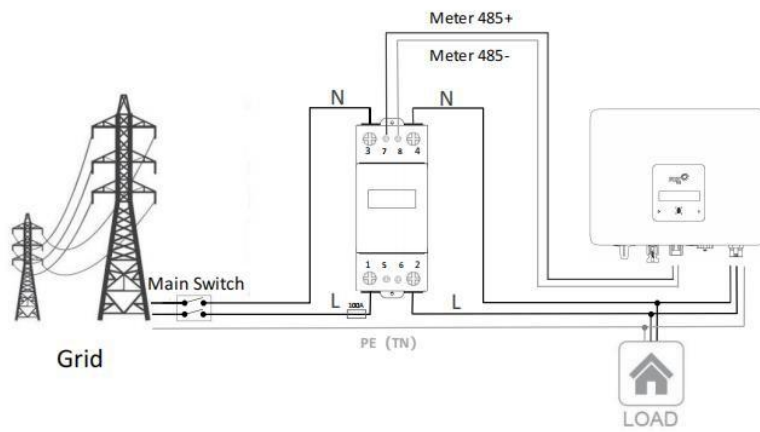 Meter 485+
Meter 485-
N
N
3 7 8 4
1 5 6 2
Main Switch
L
100A
L
PE (TN)
Grid
LOAD